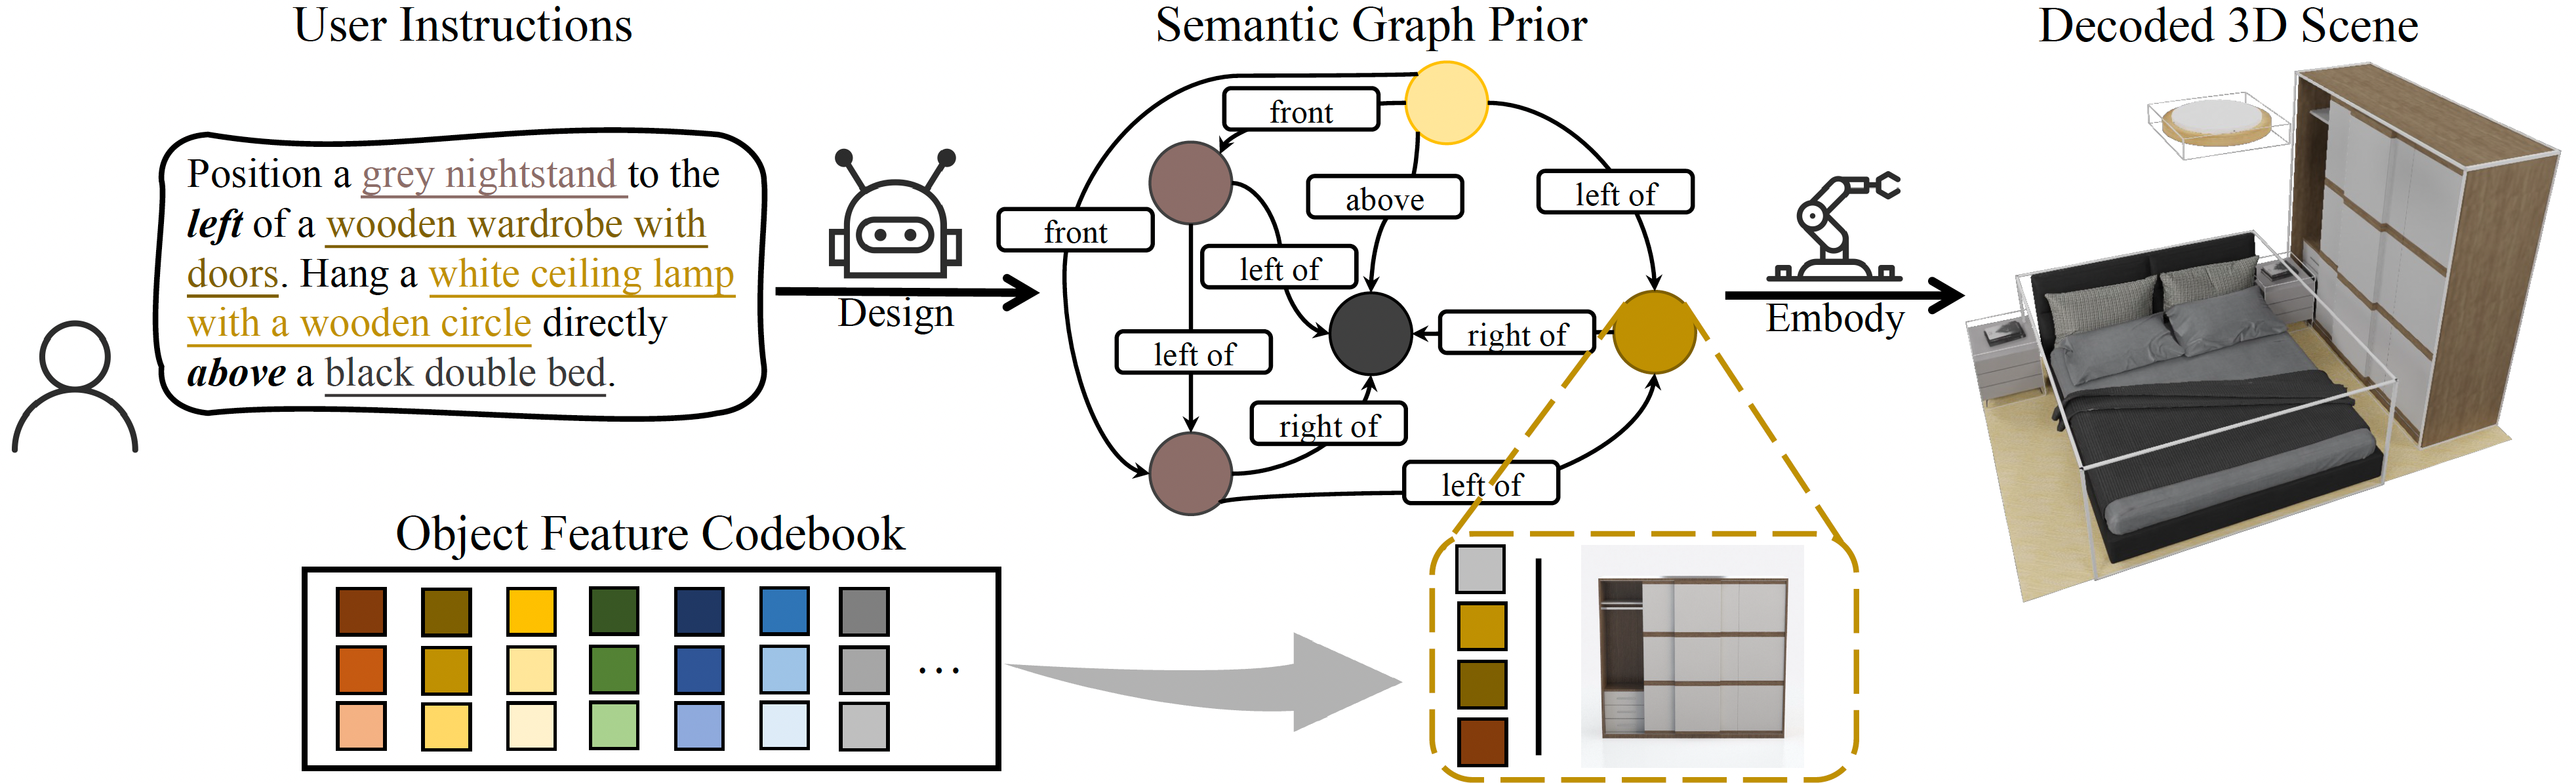 User Instructions
Position a grey nightstand to the
left of a wooden wardrobe with
doors. Hang a white ceiling lamp
with a wooden circle directly
above a black double bed.
Design
Semantic Graph Prior
front
front
above
left of
left of
left of
right of
right of
left of
Embody
Decoded 3D Scene
Object Feature Codebook
...